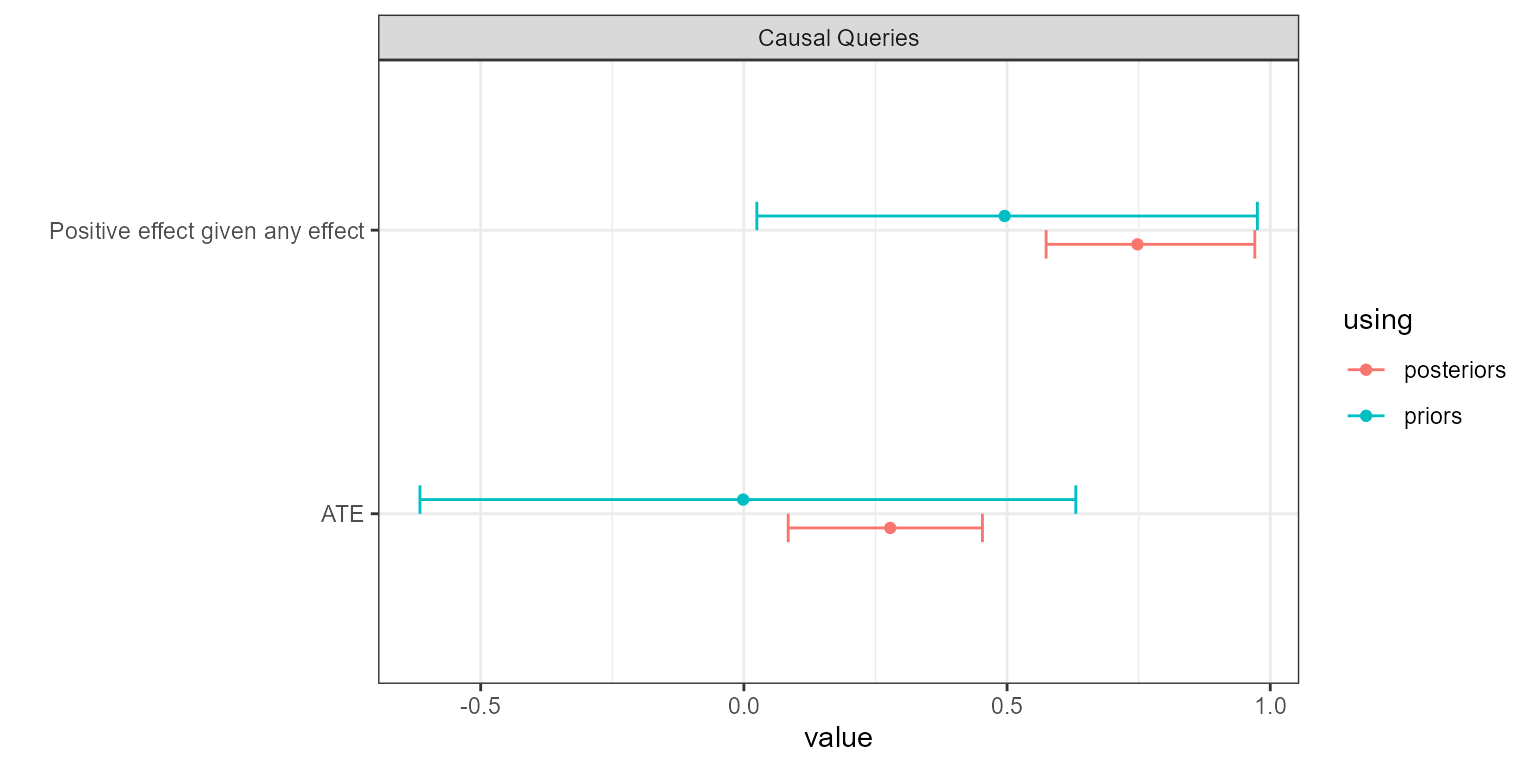 Causal Queries
Positive effect given any effect
ATE
-0.5 0.0 0.5 1.0
value
using
posteriors
priors